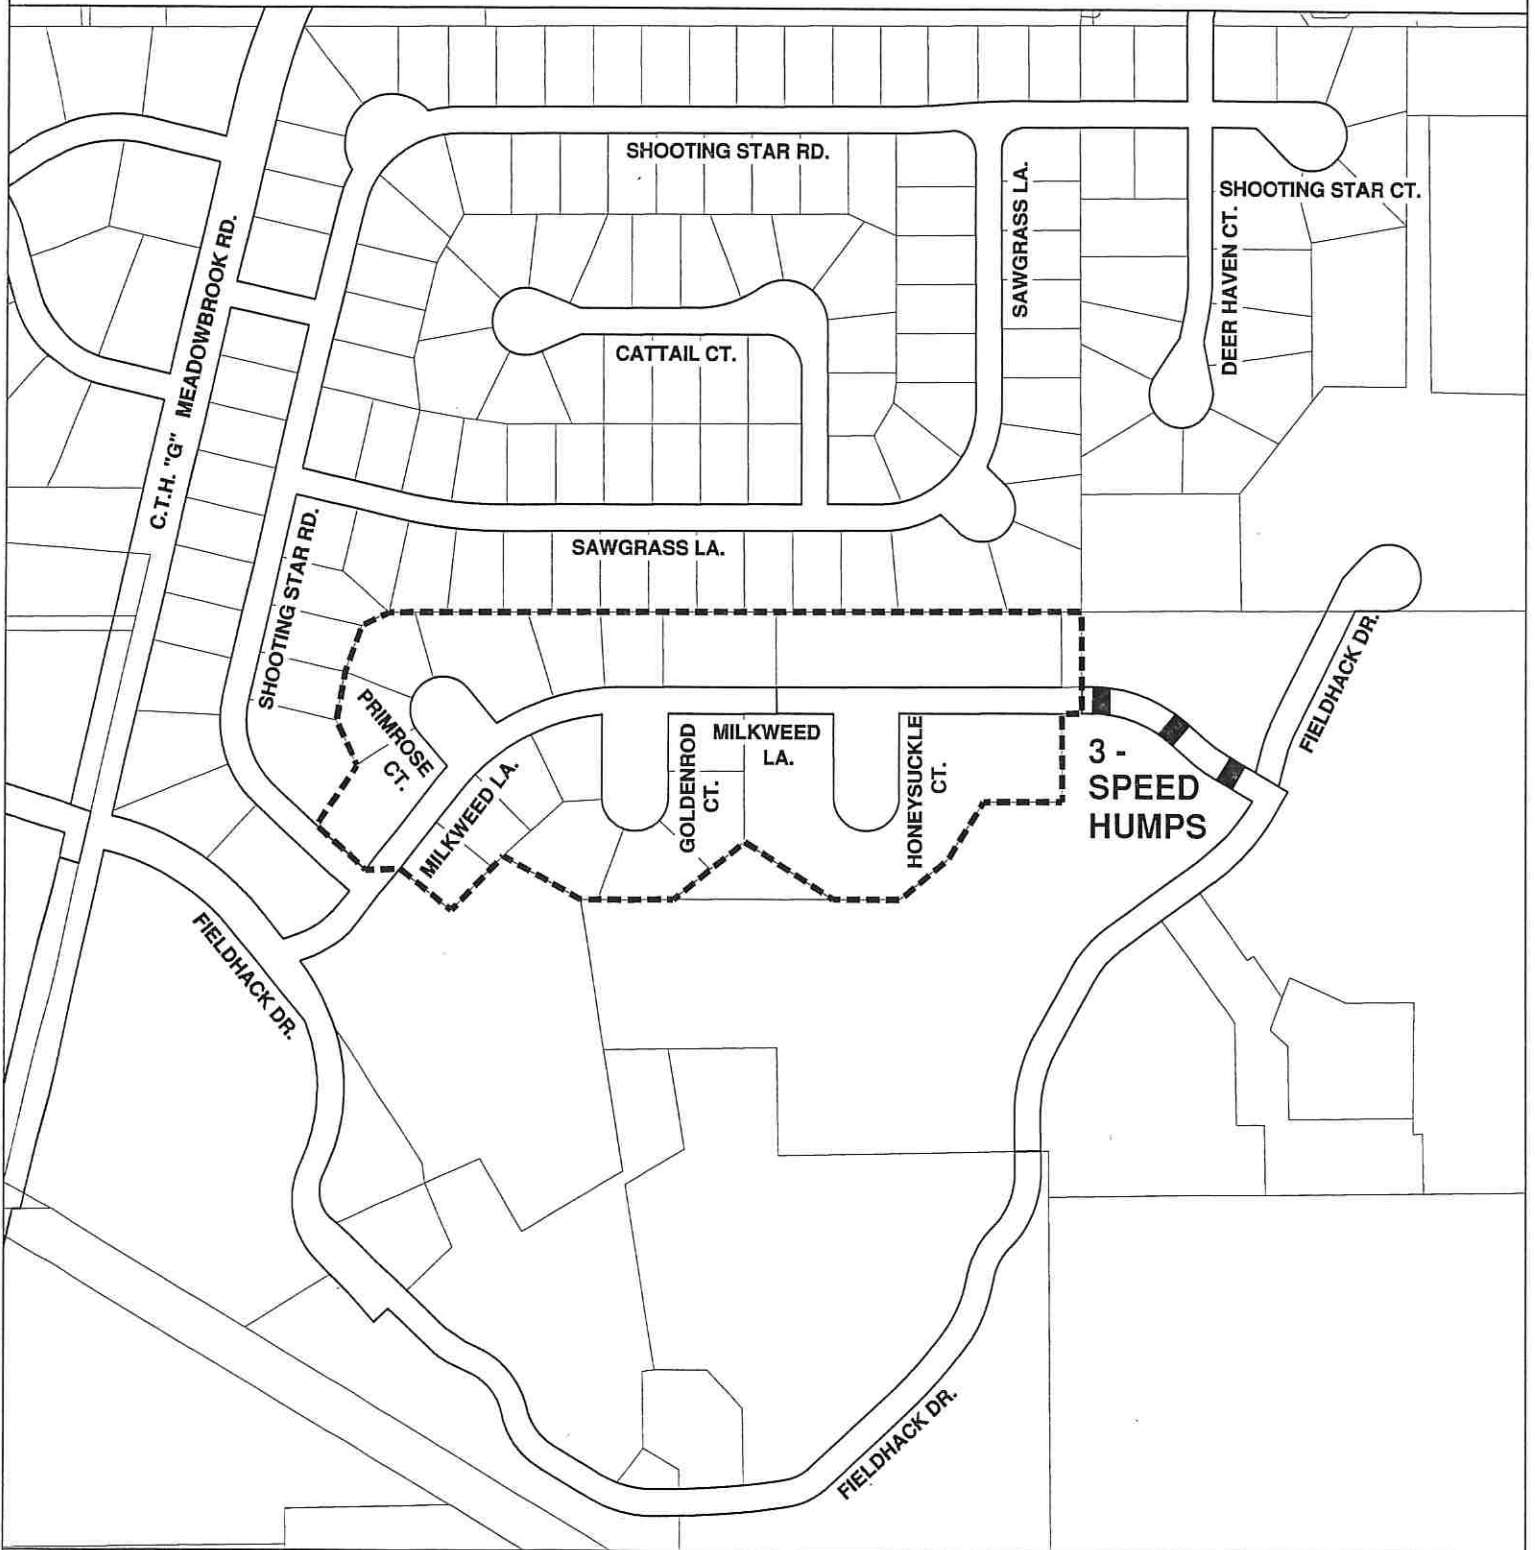 SHOOTING STAR RD.
SHOOTING STAR CT.
SAWGRASS LA.
DEER HAVEN CT.
C.T.H. "G" MEADOWBROOK RD.
CATTAIL CT.
SHOOTING STAR RD.
SAWGRASS LA.
FIELDHACK DR.
PRIMROSE
CT.
MILKWEED LA.
GOLDENROD
CT.
MILKWEED
LA.
HONEYSUCKLE
CT.
3 -
SPEED
HUMPS
FIELDHACK DR.
FIELDHACK DR.